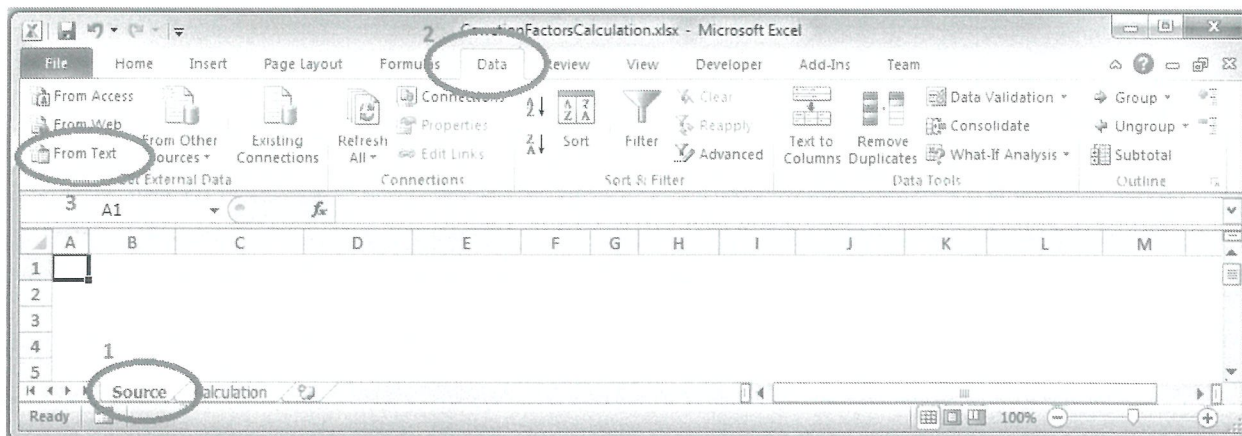 2
FactorsCalculation.xlsx - Microsoft Excel
File Home Insert Page Layout Formulas Data Review View Developer Add-Ins Team
From Access
From Web
From Text
From Other Sources
Existing Connections
Get External Data
Refresh All
Connections
Properties
Edit Links
Connections
A Z
Z A
Sort
Filter
Clear
Reapply
Advanced
Sort & Filter
Text to Columns
Remove Duplicates
Data Validation
Consolidate
What-If Analysis
Data Tools
Group
Ungroup
Subtotal
Outline
3
A1 fx
A B C D E F G H I J K L M
1
2
3
4
5
1
Source Calculation
Ready 100%